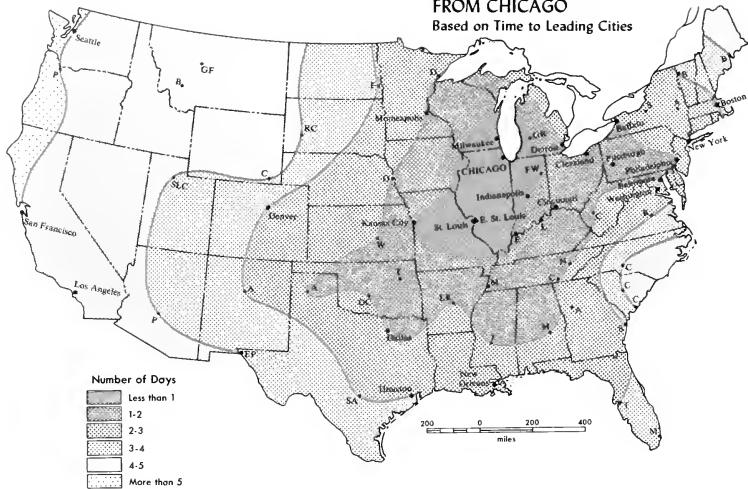 FROM CHICAGO
Based on Time to Leading Cities
Seattle
P
GF
B
F
D
B
B
Minneapolis
RC
Milwaukee
GR
Detroit
Buffalo
S
A
Boston
New York
CHICAGO
FW
Cleveland
Pittsburgh
Philadelphia
Baltimore
Washington
SLC
C
O
Indianapolis
Cincinnati
C
R
Denver
Kansas City
St. Louis
E. St. Louis
E
L
San Francisco
W
N
C
C
Los Angeles
A
A
T
OC
LR
M
C
C
C
P
EP
Dallas
J
M
A
S
SA
Houston
New
Orleans
T
M
Number of Days
Less than 1
1-2
2-3
3-4
4-5
More than 5
200 0 200 400
miles